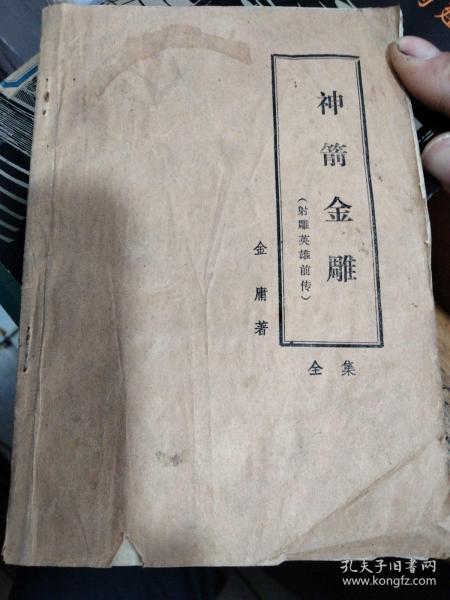 神箭金雕
（射雕英雄前传）
金庸著
全集
孔夫子旧书网
www.kongfz.com